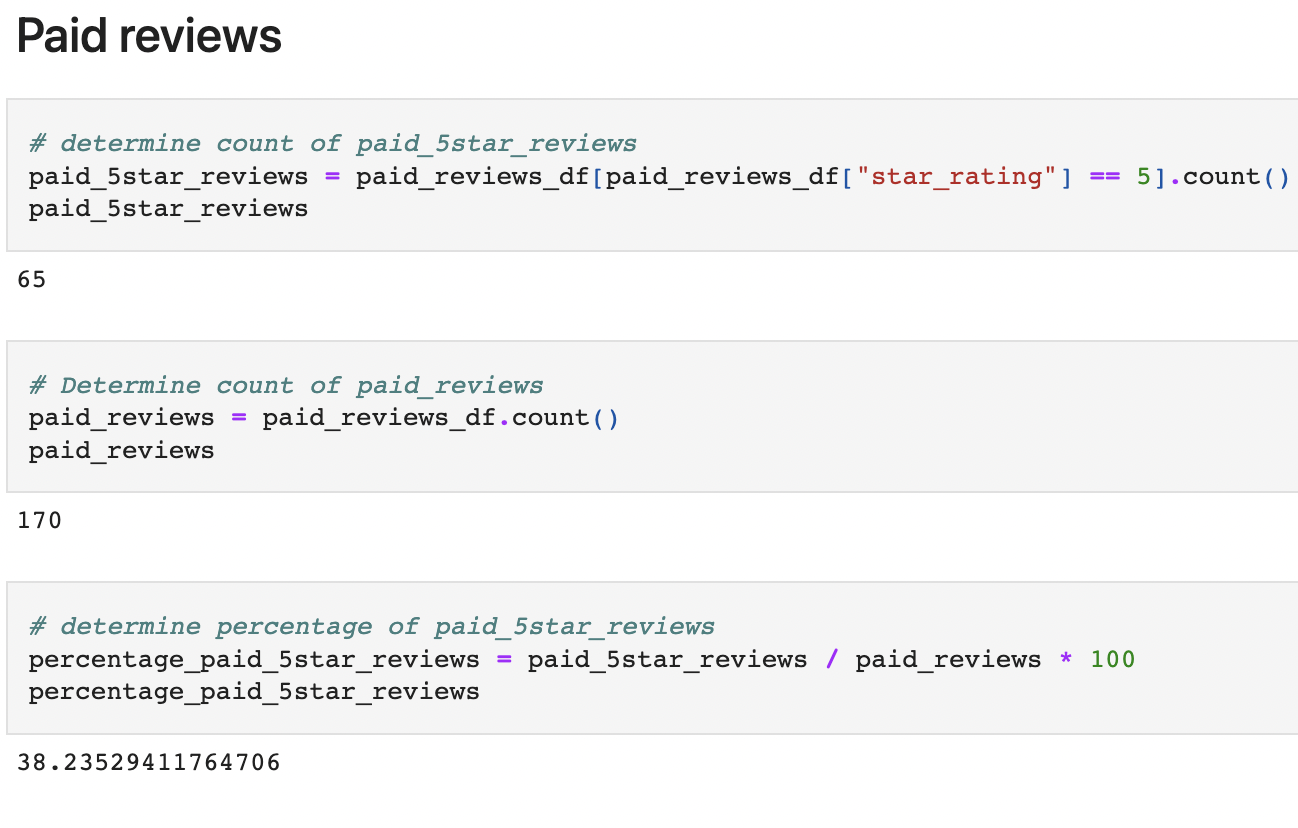 Paid reviews
# determine count of paid_5star_reviews
paid_5star_reviews = paid_reviews_df[paid_reviews_df["star_rating"] == 5].count()
paid_5star_reviews
65
# Determine count of paid_reviews
paid_reviews = paid_reviews_df.count()
paid_reviews
170
# determine percentage of paid_5star_reviews
percentage_paid_5star_reviews = paid_5star_reviews / paid_reviews * 100
percentage_paid_5star_reviews
38.23529411764706